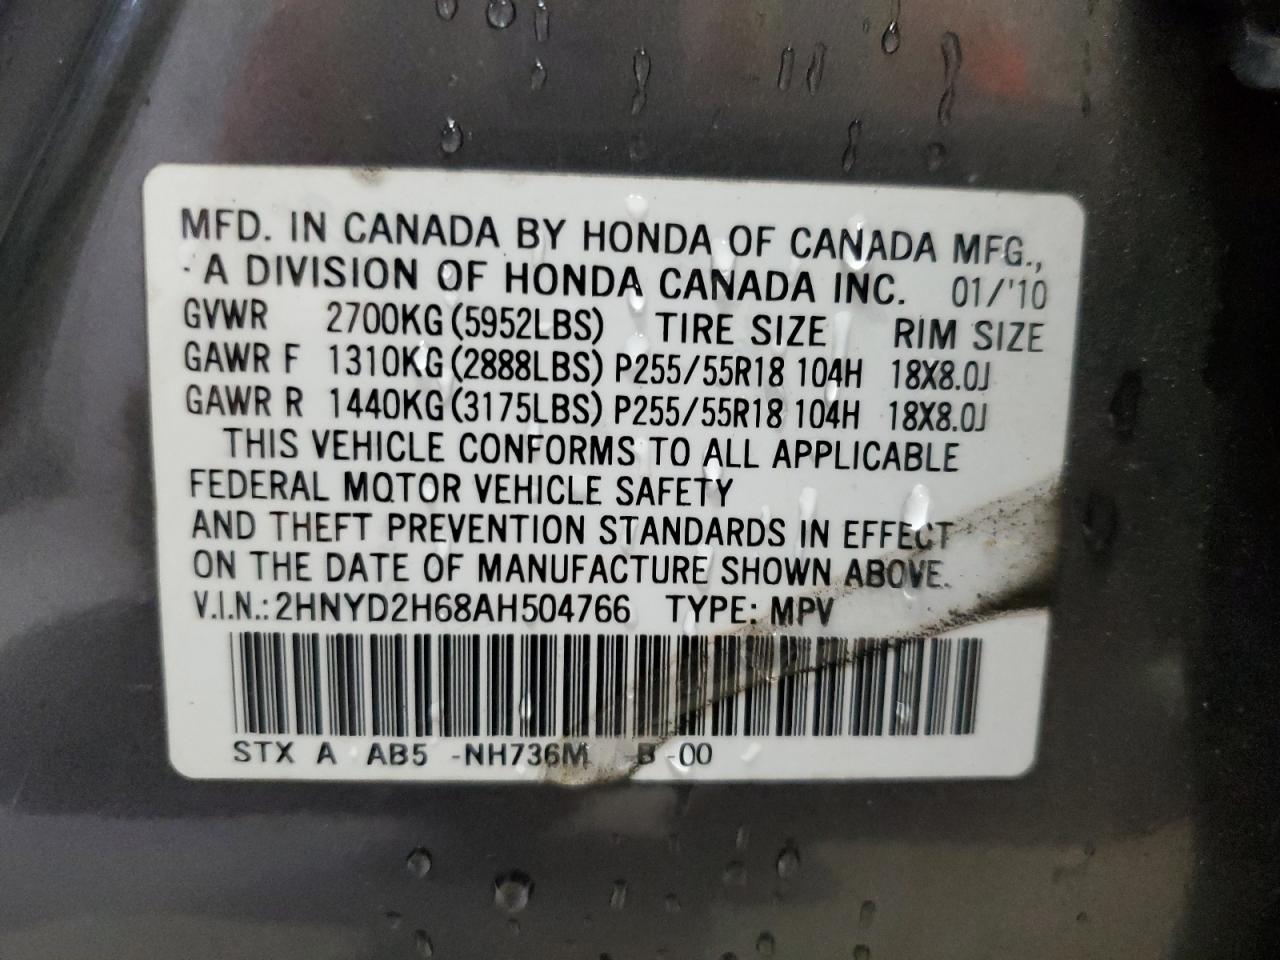 MFD. IN CANADA BY HONDA OF CANADA MFG.,
A DIVISION OF HONDA CANADA INC. 01/'10
GVWR 2700KG (5952LBS) TIRE SIZE RIM SIZE
GAWR F 1310KG (2888LBS) P255/55R18 104H 18X8.0J
GAWR R 1440KG (3175LBS) P255/55R18 104H 18X8.0J
THIS VEHICLE CONFORMS TO ALL APPLICABLE
FEDERAL MOTOR VEHICLE SAFETY
AND THEFT PREVENTION STANDARDS IN EFFECT
ON THE DATE OF MANUFACTURE SHOWN ABOVE.
V.I.N.: 2HNYD2H68AH504766 TYPE: MPV
STX A AB5 -NH736M -B -00